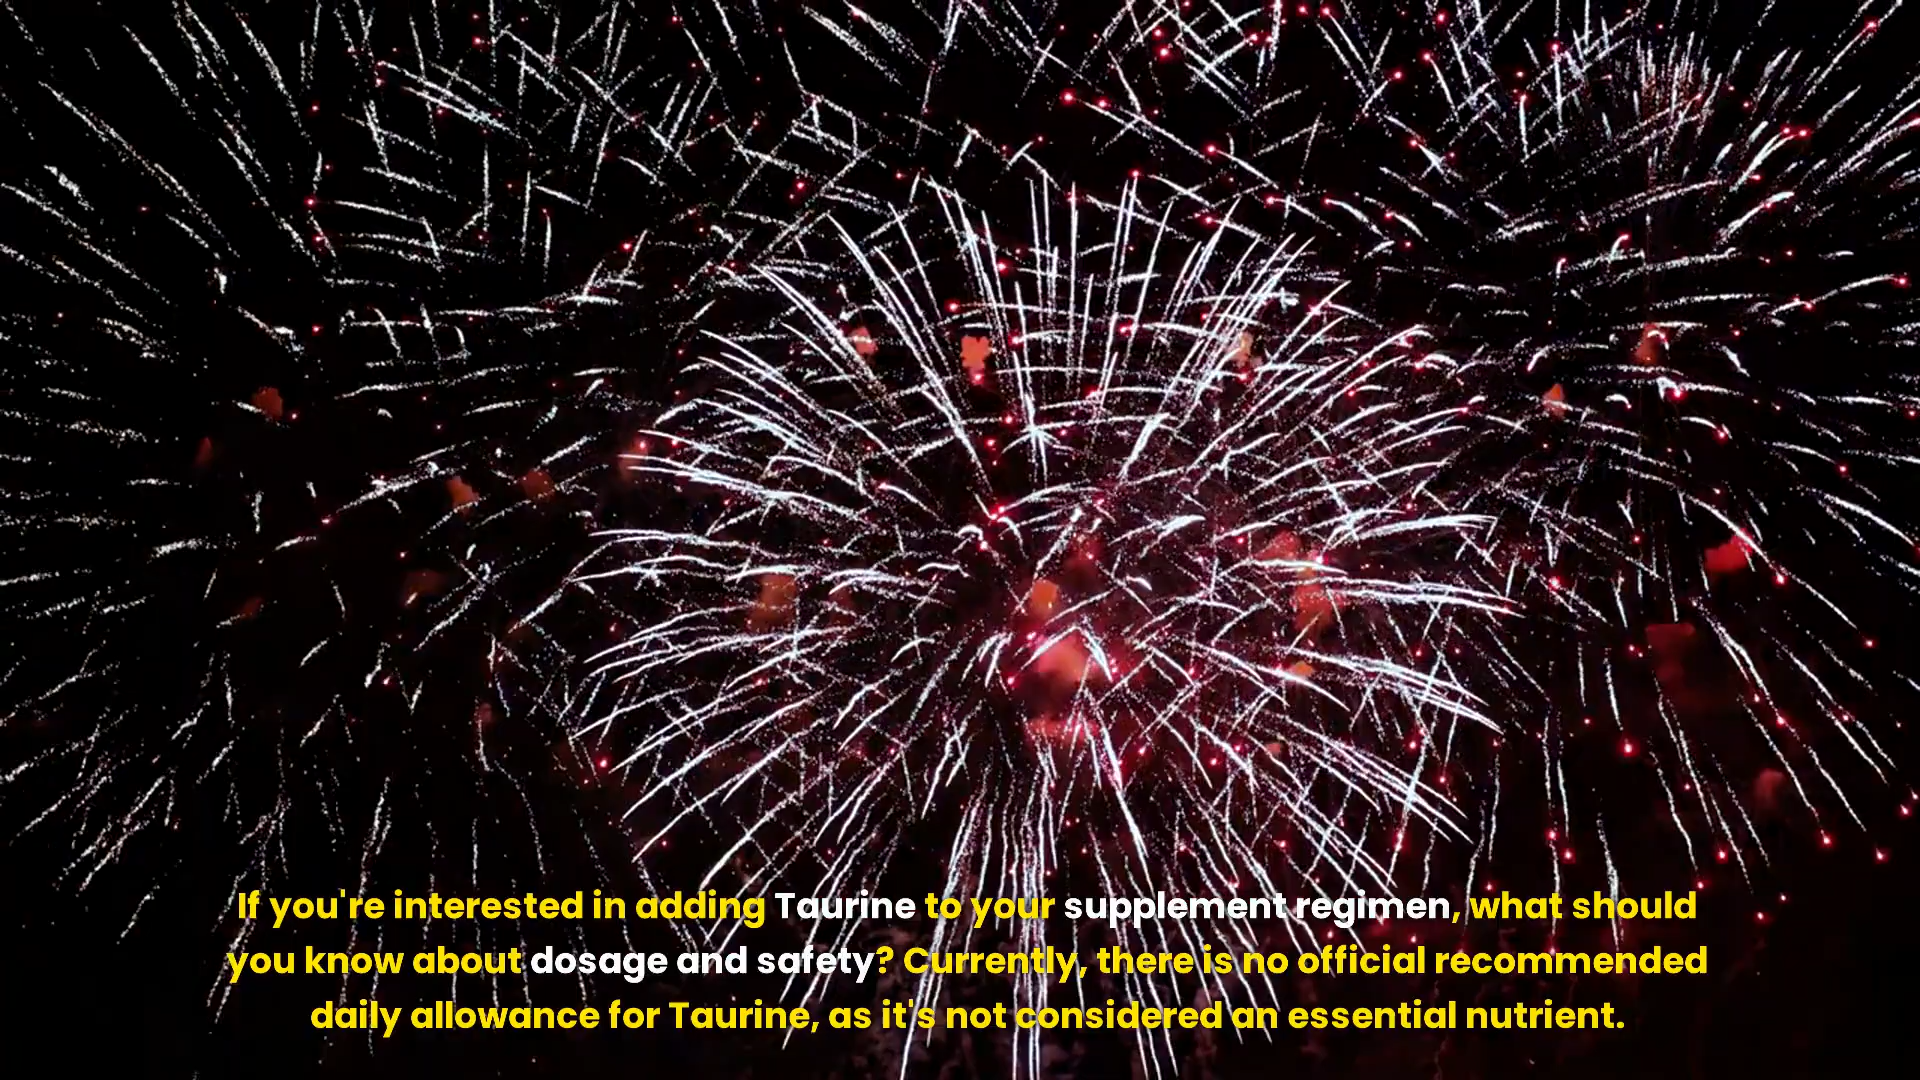 If you're interested in adding Taurine to your supplement regimen, what should
you know about dosage and safety? Currently, there is no official recommended
daily allowance for Taurine, as it's not considered an essential nutrient.